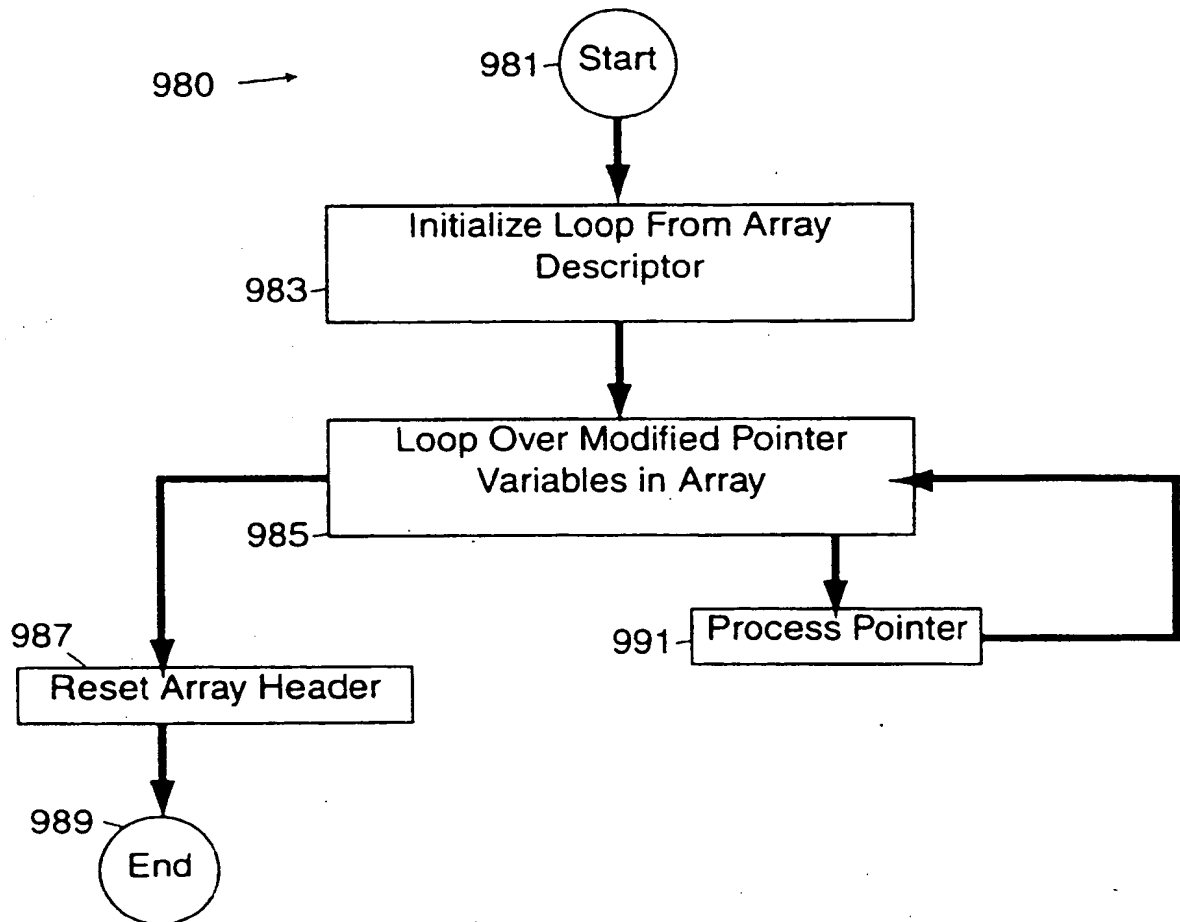 980
981
Start
Initialize Loop From Array
Descriptor
983
Loop Over Modified Pointer
Variables in Array
985
987
991
Process Pointer
Reset Array Header
989
End